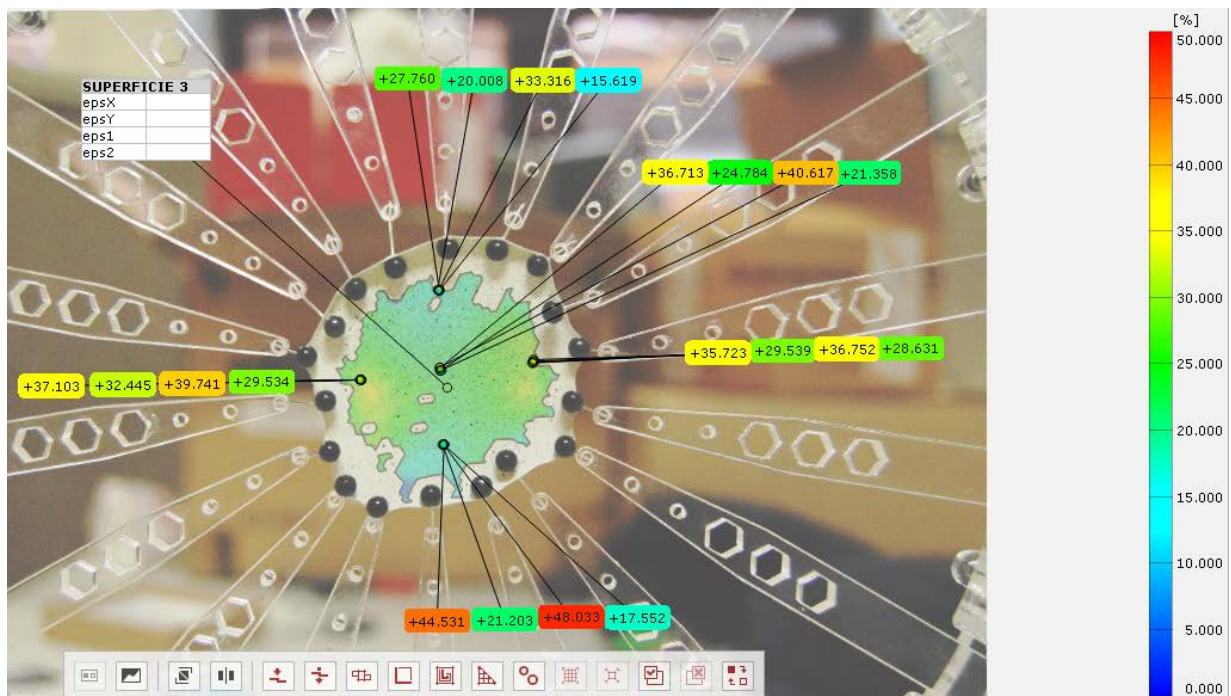 [%]
50.000
45.000
40.000
35.000
30.000
25.000
20.000
15.000
10.000
5.000
0.000
+27.760 +20.008 +33.316 +15.619
SUPERFICIE 3
epsX
epsY
eps1
eps2
+36.713 +24.784 +40.617 +21.358
+35.723 +29.539 +36.752 +28.631
+37.103 +32.445 +39.741 +29.534
+44.531 +21.203 +48.033 +17.552